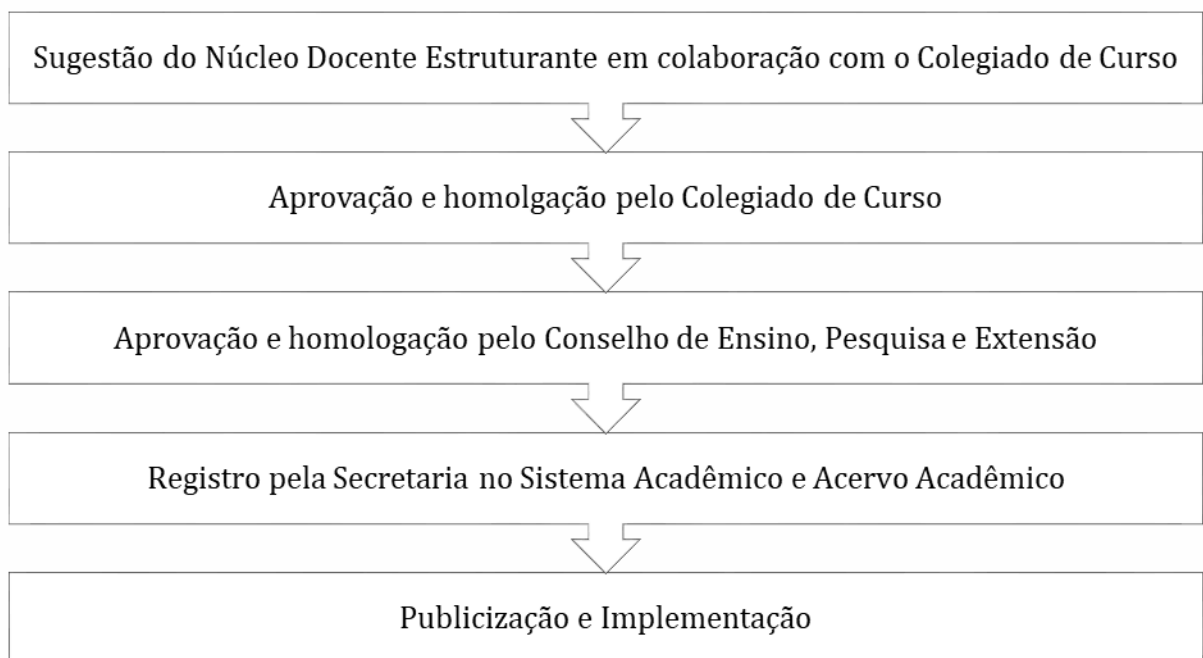 Sugestão do Núcleo Docente Estruturante em colaboração com o Colegiado de Curso
Aprovação e homolgação pelo Colegiado de Curso
Aprovação e homologação pelo Conselho de Ensino, Pesquisa e Extensão
Registro pela Secretaria no Sistema Acadêmico e Acervo Acadêmico
Publicização e Implementação